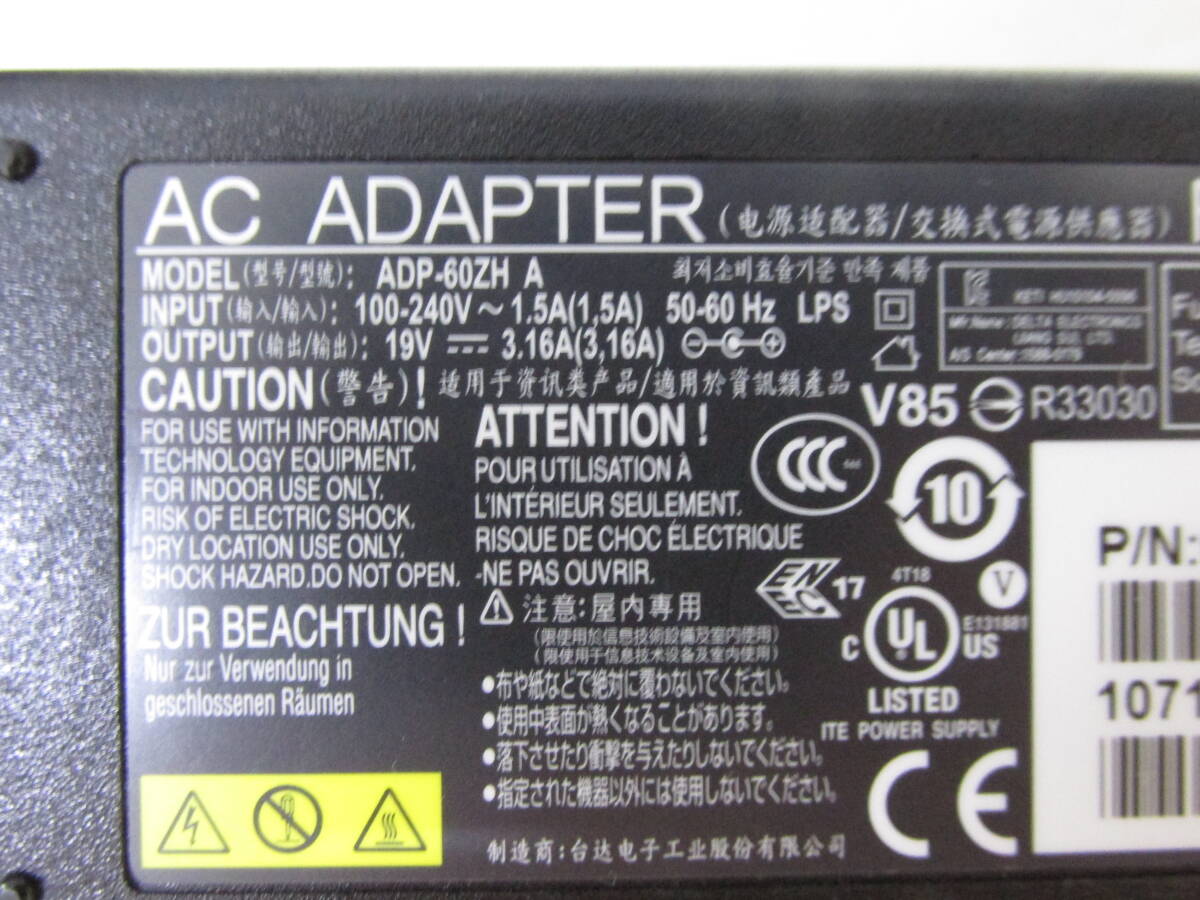 AC ADAPTER (电源适配器/交換式電源供應器)
MODEL(型号/型號): ADP-60ZH A 최저소비효율기준 만족 제품
INPUT(输入/輸入): 100-240V～1.5A(1,5A) 50-60 Hz LPS
OUTPUT(输出/輸出): 19V 3.16A(3,16A)
CAUTION(警告)! 适用于资讯类产品/適用於資訊類產品
V85 R33030
FOR USE WITH INFORMATION
TECHNOLOGY EQUIPMENT.
FOR INDOOR USE ONLY.
RISK OF ELECTRIC SHOCK.
DRY LOCATION USE ONLY.
SHOCK HAZARD.DO NOT OPEN.
ZUR BEACHTUNG !
Nur zur Verwendung in
geschlossenen Räumen
ATTENTION !
POUR UTILISATION À
L'INTÉRIEUR SEULEMENT.
RISQUE DE CHOC ÉLECTRIQUE
-NE PAS OUVRIR.
注意:屋内専用
(限使用於信息技術設備及室内使用)
(限使用于信息技术设备及室内使用)
●布や紙などで絶対に覆わないでください。
●使用中表面が熱くなることがあります。
●落下させたり衝撃を与えたりしないでください。
●指定された機器以外には使用しないでください。
制造商:台达电子工业股份有限公司
CCC
10
EN
EC
17
4T18
V
E131881
C UL US
LISTED
ITE POWER SUPPLY
CE
P/N:
1071